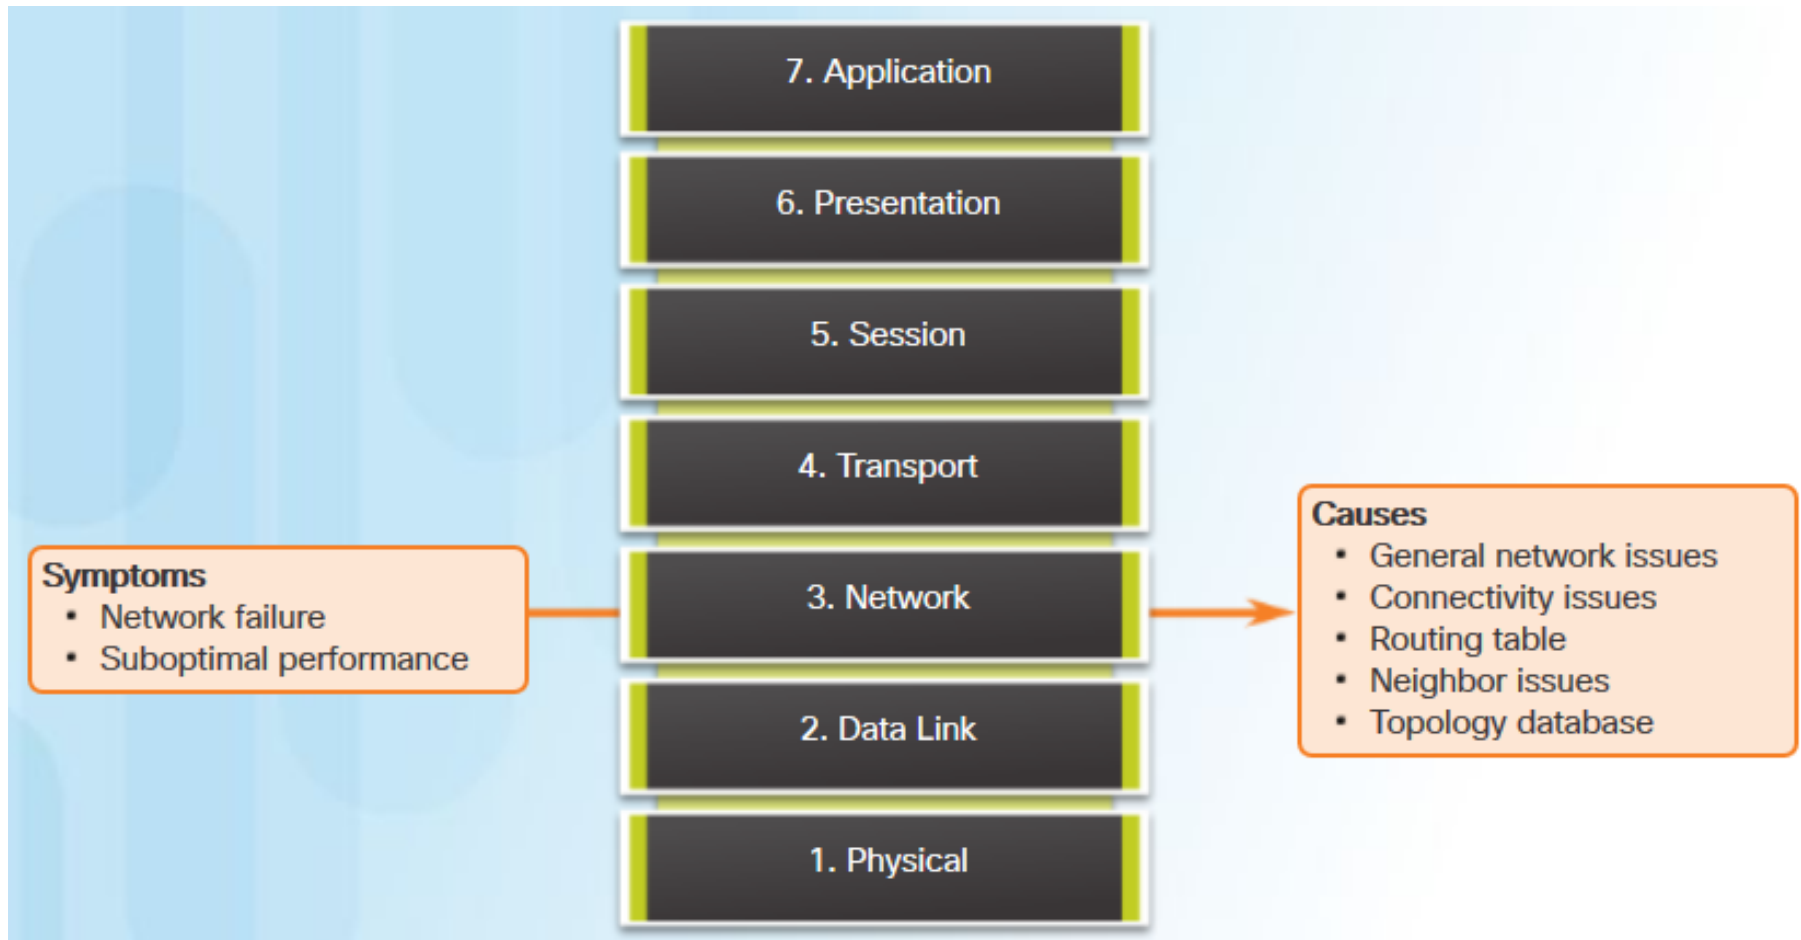 7. Application
6. Presentation
5. Session
4. Transport
Symptoms
• Network failure
• Suboptimal performance
3. Network
Causes
• General network issues
• Connectivity issues
• Routing table
• Neighbor issues
• Topology database
2. Data Link
1. Physical